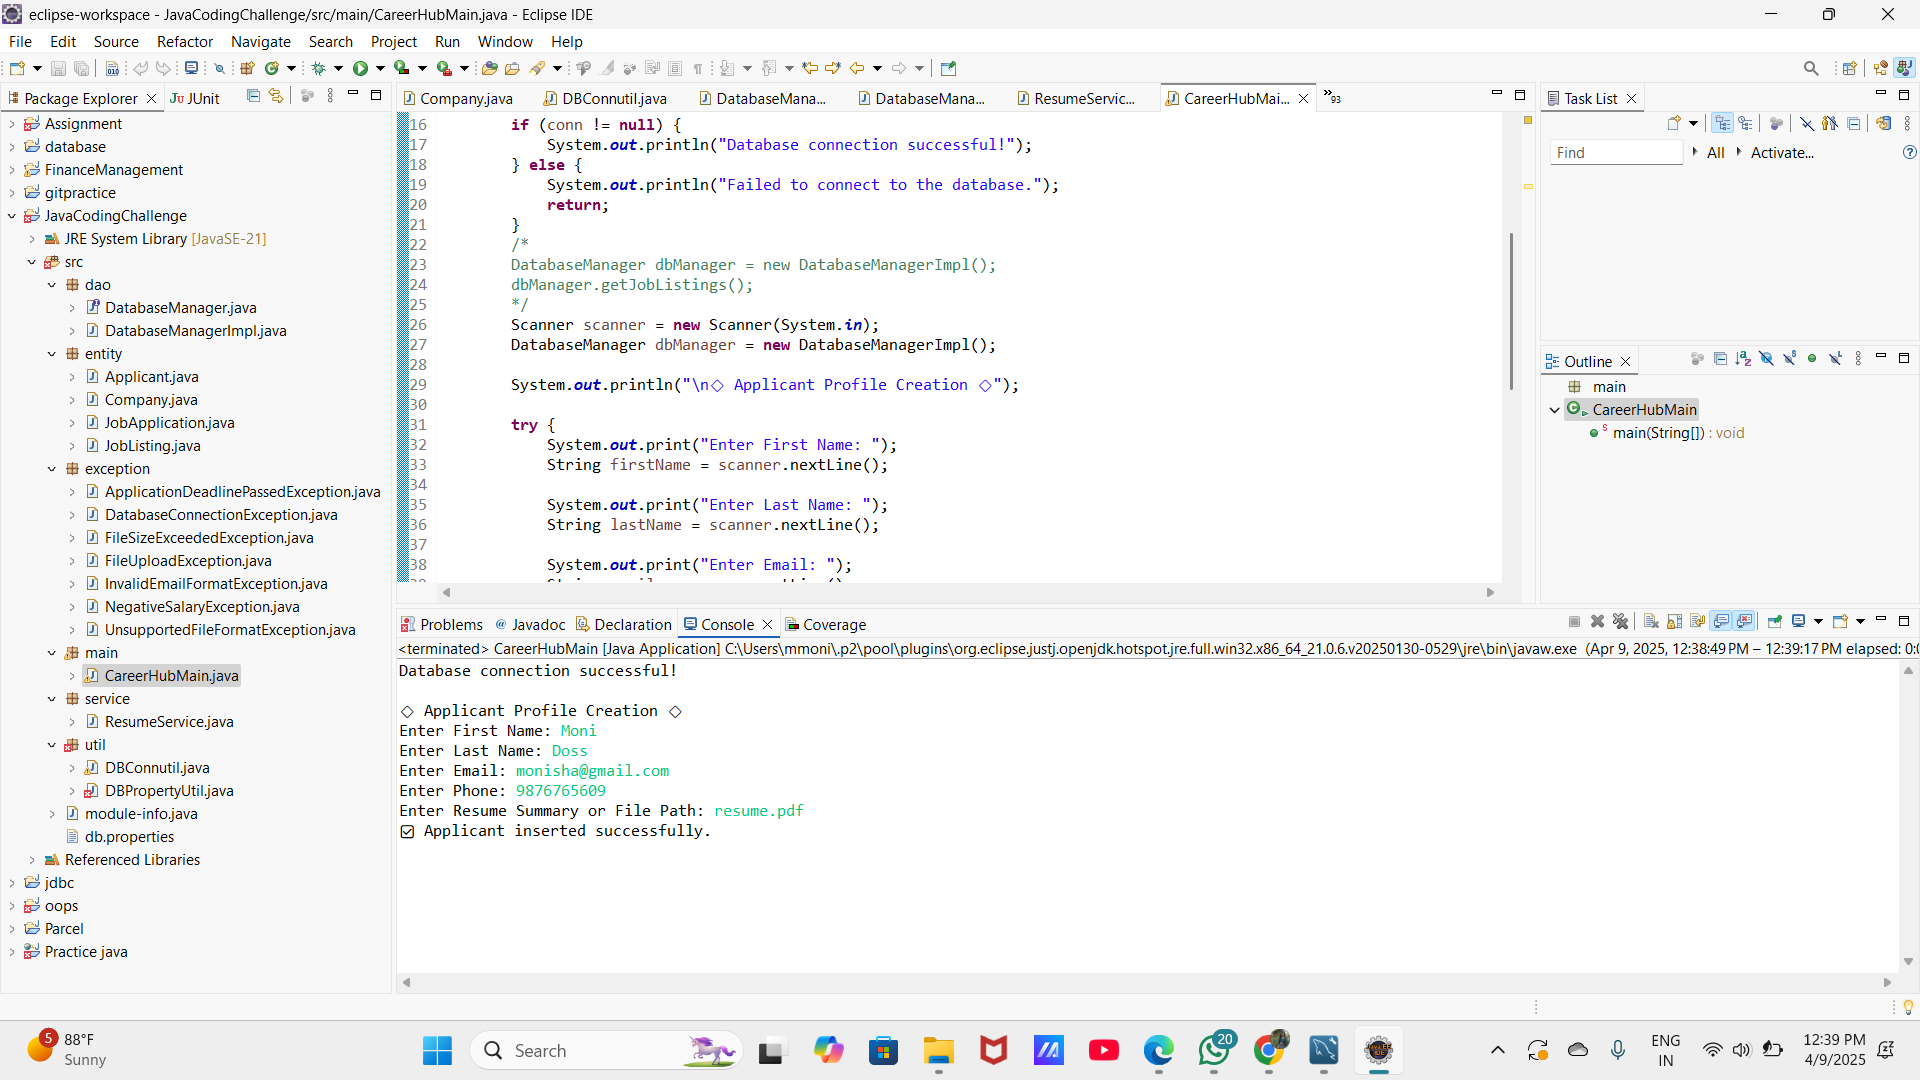 eclipse-workspace - JavaCodingChallenge/src/main/CareerHubMain.java - Eclipse IDE
File Edit Source Refactor Navigate Search Project Run Window Help
Package Explorer JUnit
Assignment
database
FinanceManagement
gitpractice
JavaCodingChallenge
JRE System Library [JavaSE-21]
src
dao
DatabaseManager.java
DatabaseManagerImpl.java
entity
Applicant.java
Company.java
JobApplication.java
JobListing.java
exception
ApplicationDeadlinePassedException.java
DatabaseConnectionException.java
FileSizeExceededException.java
FileUploadException.java
InvalidEmailFormatException.java
NegativeSalaryException.java
UnsupportedFileFormatException.java
main
CareerHubMain.java
service
ResumeService.java
util
DBConnutil.java
DBPropertyUtil.java
module-info.java
db.properties
Referenced Libraries
jdbc
oops
Parcel
Practice java
Company.java DBConnutil.java DatabaseMana... DatabaseMana... ResumeServic... CareerHubMai... »93
16 if (conn != null) {
17 System.out.println("Database connection successful!");
18 } else {
19 System.out.println("Failed to connect to the database.");
20 return;
21 }
22 /*
23 DatabaseManager dbManager = new DatabaseManagerImpl();
24 dbManager.getJobListings();
25 */
26 Scanner scanner = new Scanner(System.in);
27 DatabaseManager dbManager = new DatabaseManagerImpl();
28
29 System.out.println("\n◇ Applicant Profile Creation ◇");
30
31 try {
32 System.out.print("Enter First Name: ");
33 String firstName = scanner.nextLine();
34
35 System.out.print("Enter Last Name: ");
36 String lastName = scanner.nextLine();
37
38 System.out.print("Enter Email: ");
Task List
Find All Activate...
Outline
main
CareerHubMain
main(String[]) : void
Problems Javadoc Declaration Console Coverage
<terminated> CareerHubMain [Java Application] C:\Users\mmoni\.p2\pool\plugins\org.eclipse.justj.openjdk.hotspot.jre.full.win32.x86_64_21.0.6.v20250130-0529\jre\bin\javaw.exe (Apr 9, 2025, 12:38:49 PM – 12:39:17 PM elapsed: 0:0
Database connection successful!
◇ Applicant Profile Creation ◇
Enter First Name: Moni
Enter Last Name: Doss
Enter Email: monisha@gmail.com
Enter Phone: 9876765609
Enter Resume Summary or File Path: resume.pdf
☑ Applicant inserted successfully.
5
88°F
Sunny
Search
20
ENG
IN
12:39 PM
4/9/2025